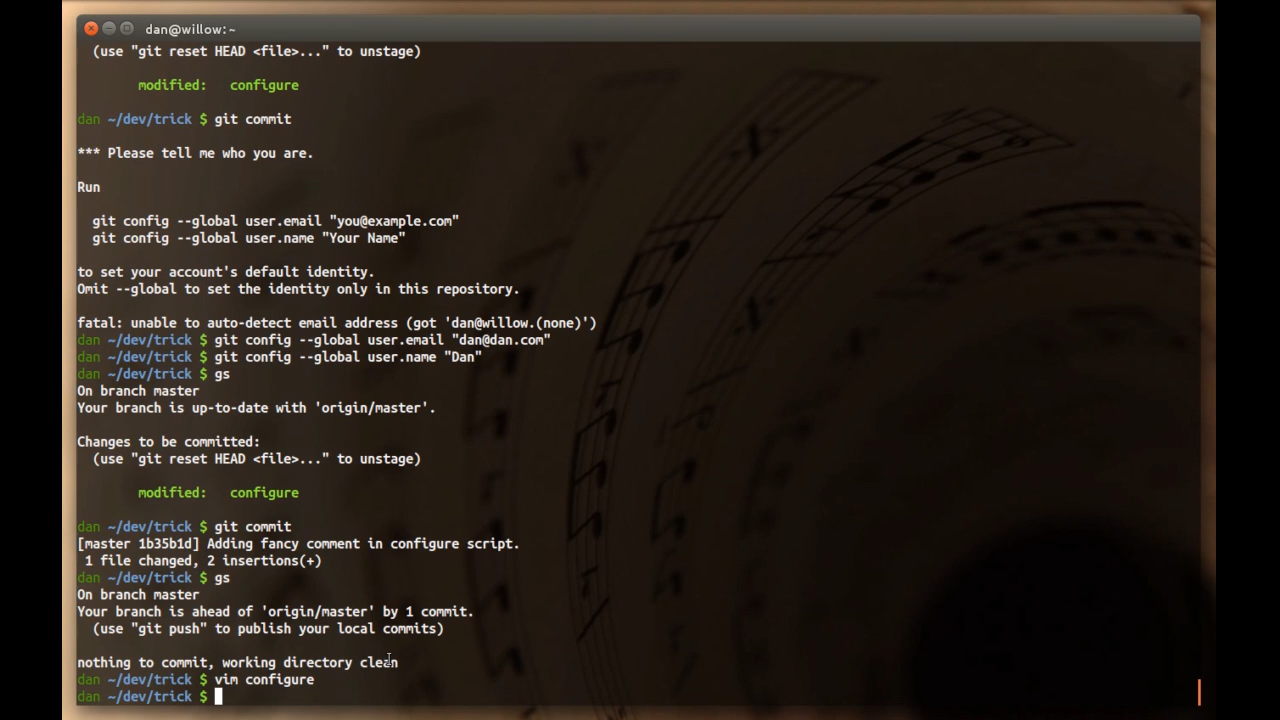 dan@willow: ~
(use "git reset HEAD <file>..." to unstage)
modified:   configure
dan ~/dev/trick $ git commit
*** Please tell me who you are.
Run
git config --global user.email "you@example.com"
git config --global user.name "Your Name"
to set your account's default identity.
Omit --global to set the identity only in this repository.
fatal: unable to auto-detect email address (got 'dan@willow.(none)')
dan ~/dev/trick $ git config --global user.email "dan@dan.com"
dan ~/dev/trick $ git config --global user.name "Dan"
dan ~/dev/trick $ gs
On branch master
Your branch is up-to-date with 'origin/master'.
Changes to be committed:
(use "git reset HEAD <file>..." to unstage)
modified:   configure
dan ~/dev/trick $ git commit
[master 1b35b1d] Adding fancy comment in configure script.
1 file changed, 2 insertions(+)
dan ~/dev/trick $ gs
On branch master
Your branch is ahead of 'origin/master' by 1 commit.
(use "git push" to publish your local commits)
nothing to commit, working directory clean
dan ~/dev/trick $ vim configure
dan ~/dev/trick $